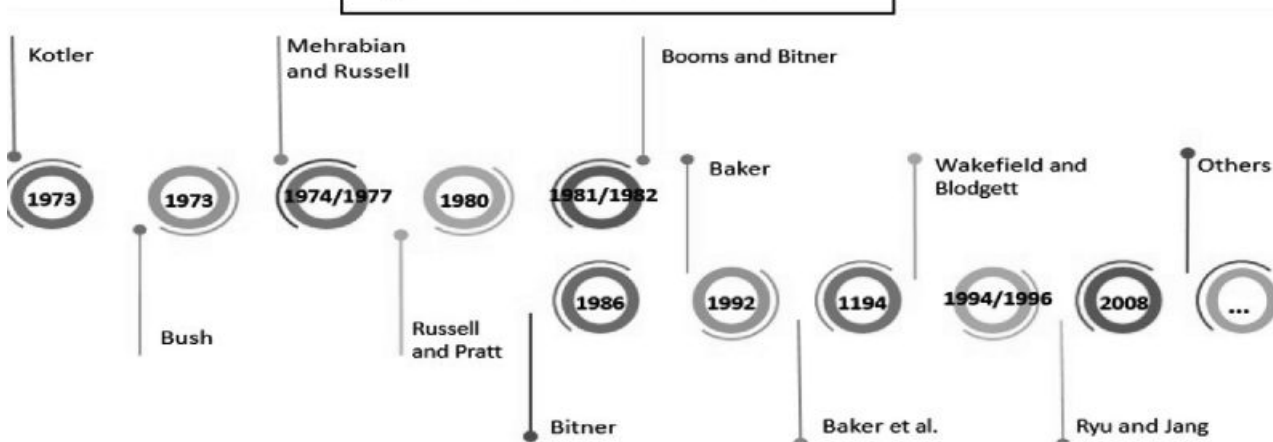 Kotler
Mehrabian
and Russell
Booms and Bitner
1973
1973
1974/1977
1980
1981/1982
Baker
Wakefield and
Blodgett
Others
Bush
Russell
and Pratt
1986
1992
1194
1994/1996
2008
...
Bitner
Baker et al.
Ryu and Jang